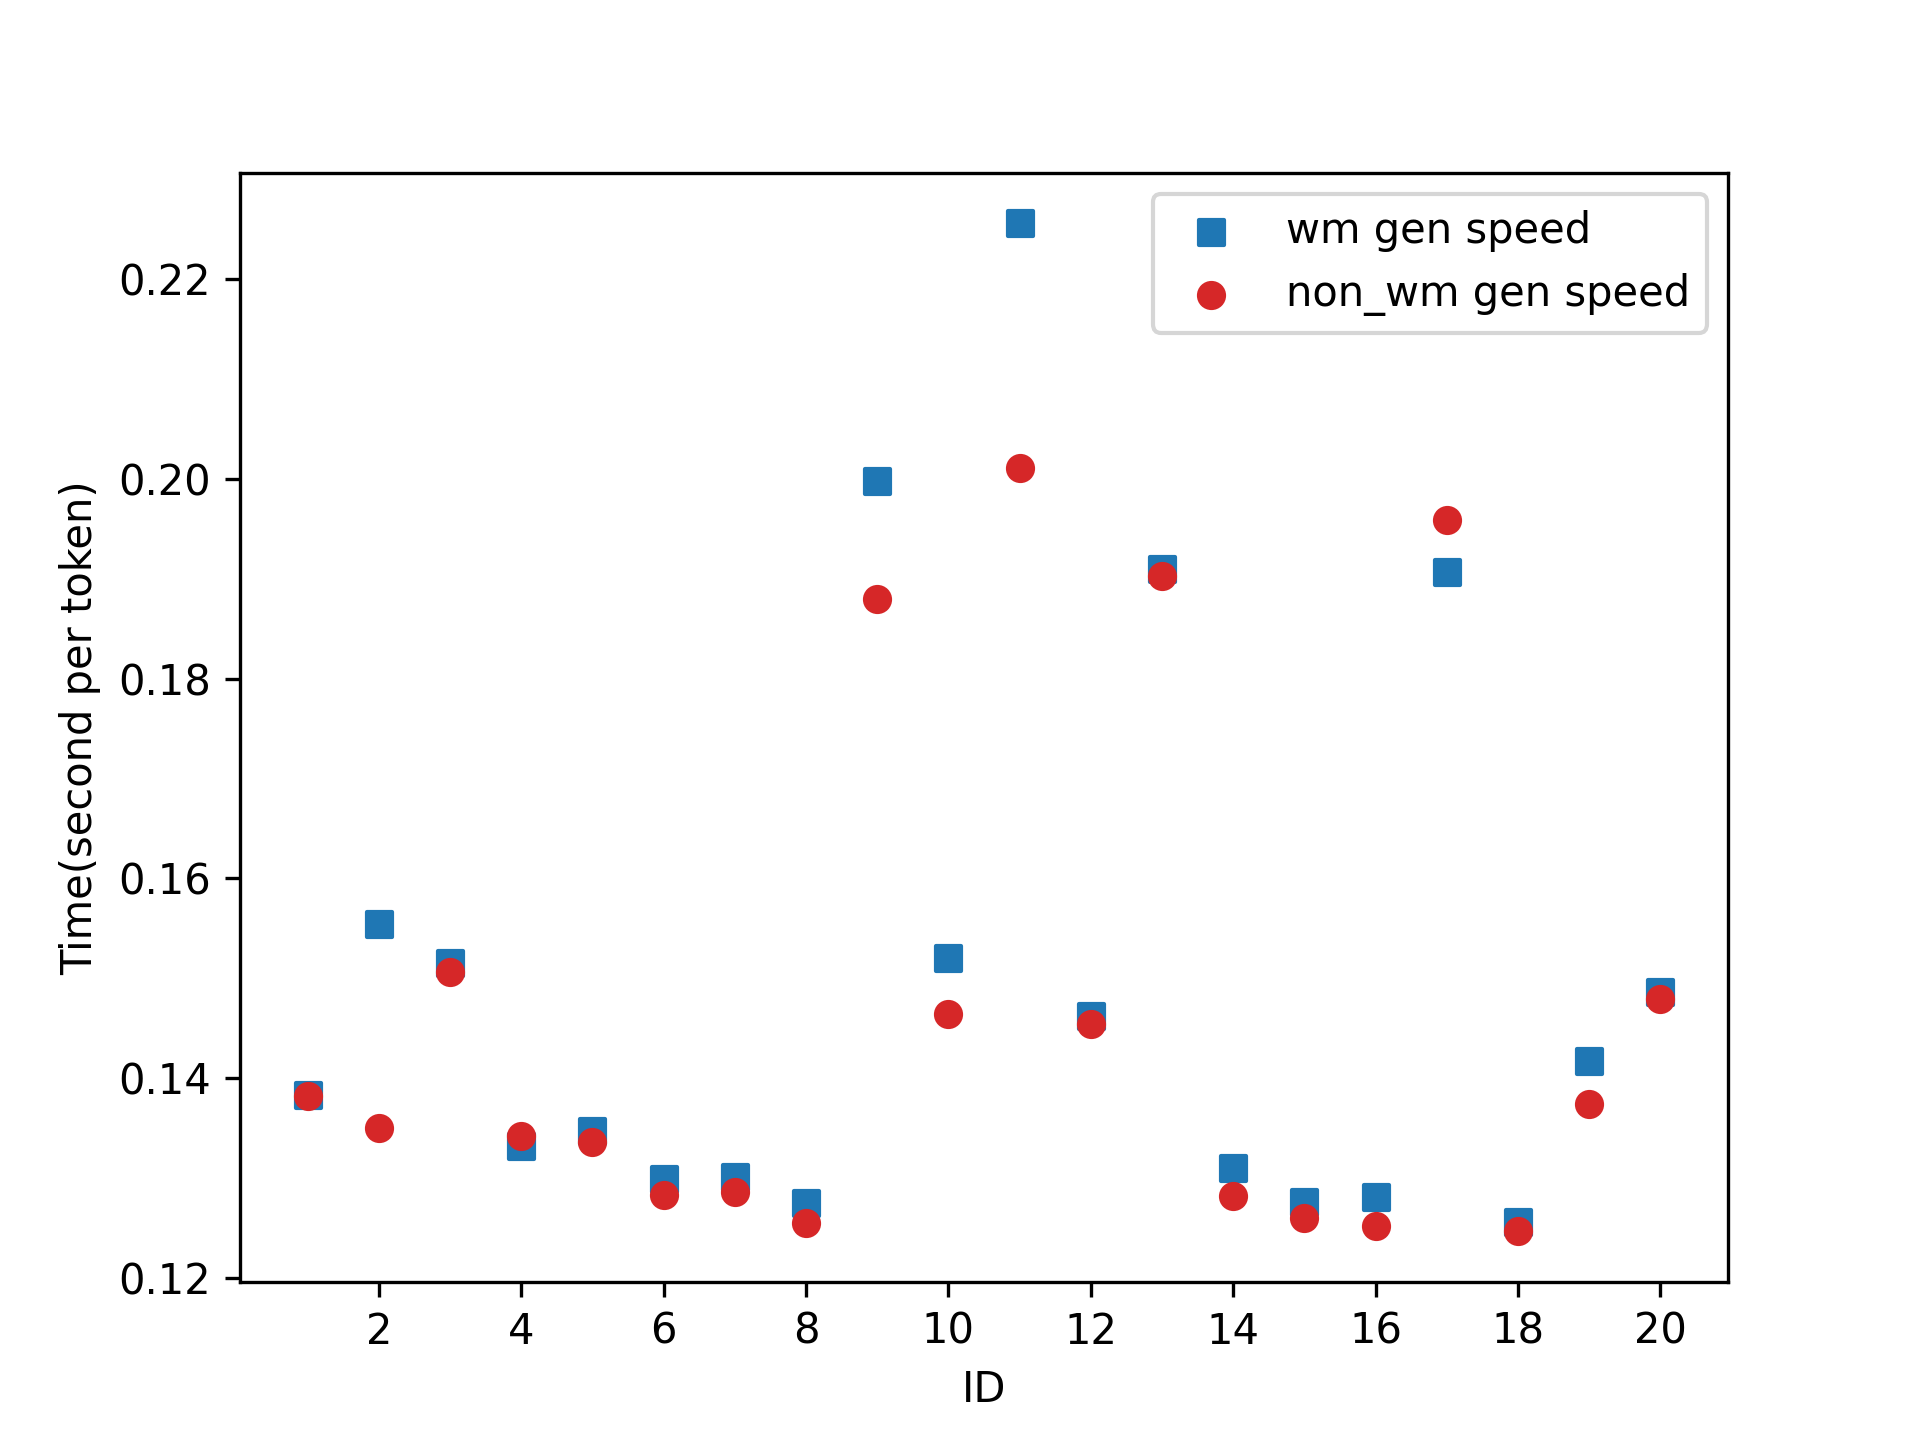 wm gen speed
non_wm gen speed
0.22
0.20
0.18
0.16
0.14
0.12
Time(second per token)
2 4 6 8 10 12 14 16 18 20
ID